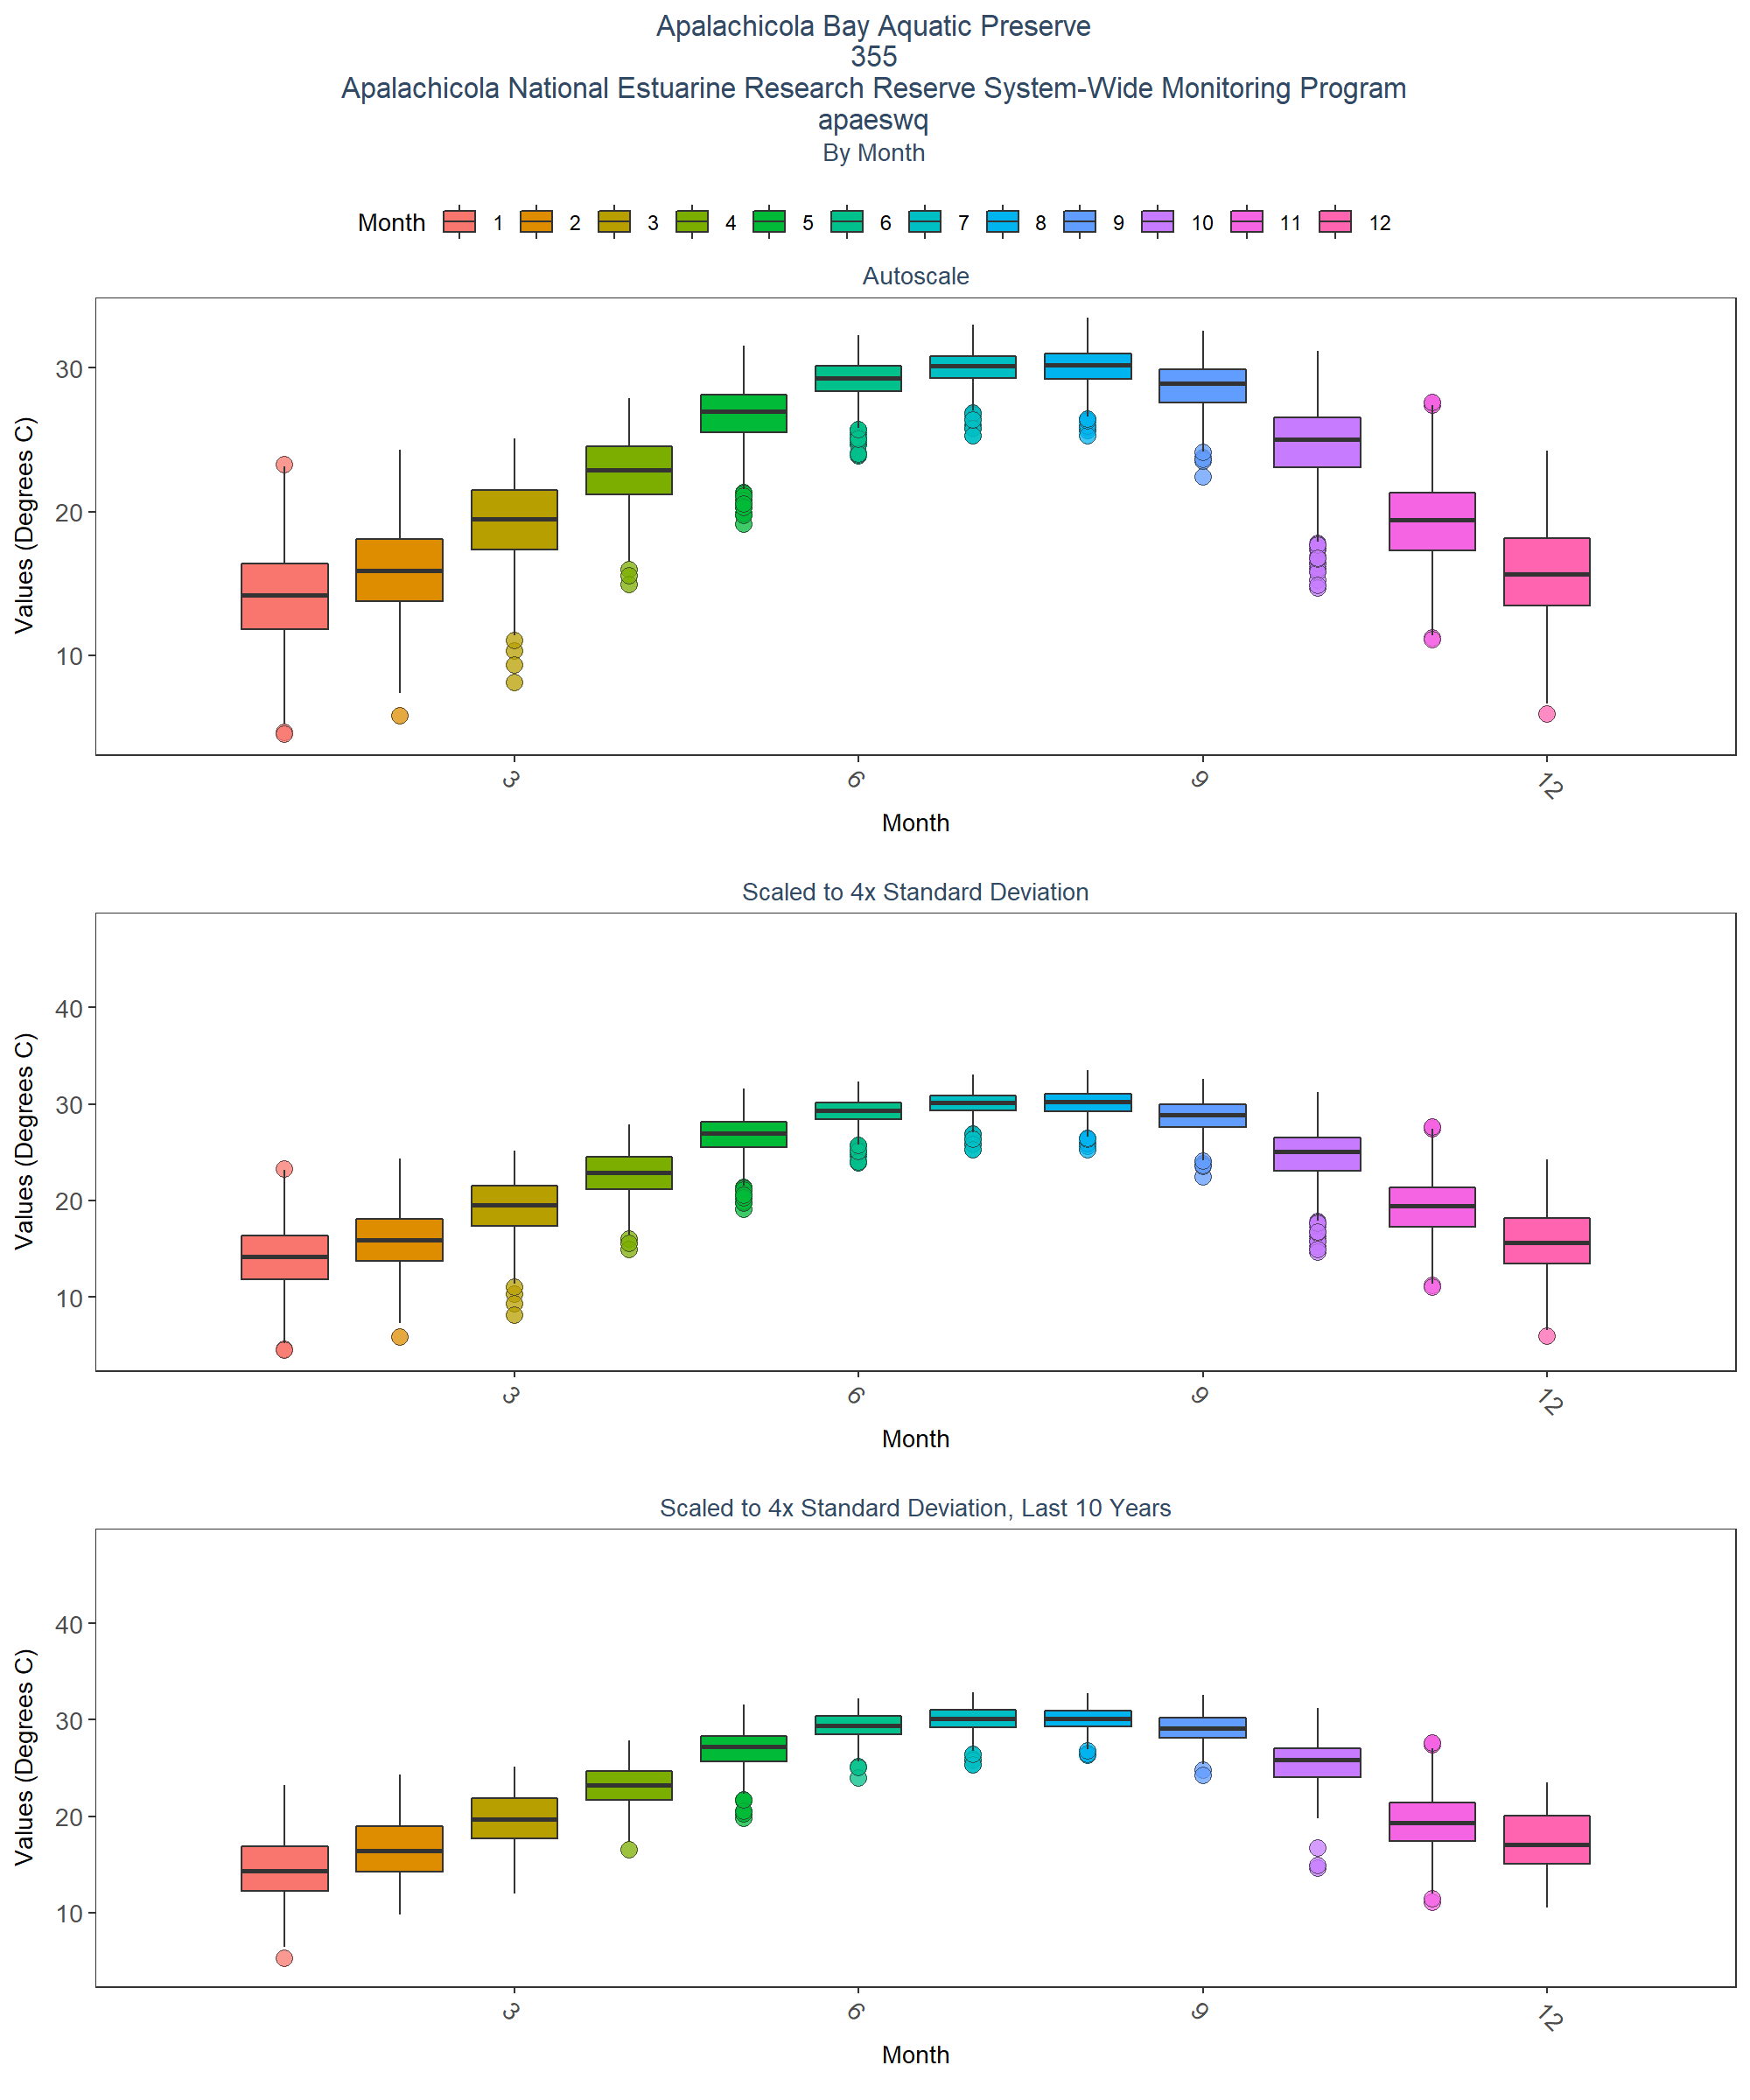 Apalachicola Bay Aquatic Preserve
355
Apalachicola National Estuarine Research Reserve System-Wide Monitoring Program
apaeswq
By Month
Month 1 2 3 4 5 6 7 8 9 10 11 12
Autoscale
Values (Degrees C)
30
20
10
3 6 9 12
Month
Scaled to 4x Standard Deviation
Values (Degrees C)
40
30
20
10
3 6 9 12
Month
Scaled to 4x Standard Deviation, Last 10 Years
Values (Degrees C)
40
30
20
10
3 6 9 12
Month